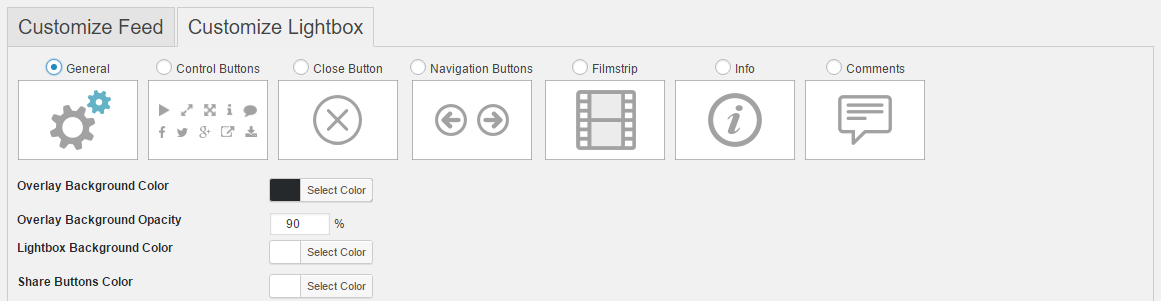 Customize Feed Customize Lightbox
General Control Buttons Close Button Navigation Buttons Filmstrip Info Comments
Overlay Background Color Select Color
Overlay Background Opacity 90 %
Lightbox Background Color Select Color
Share Buttons Color Select Color